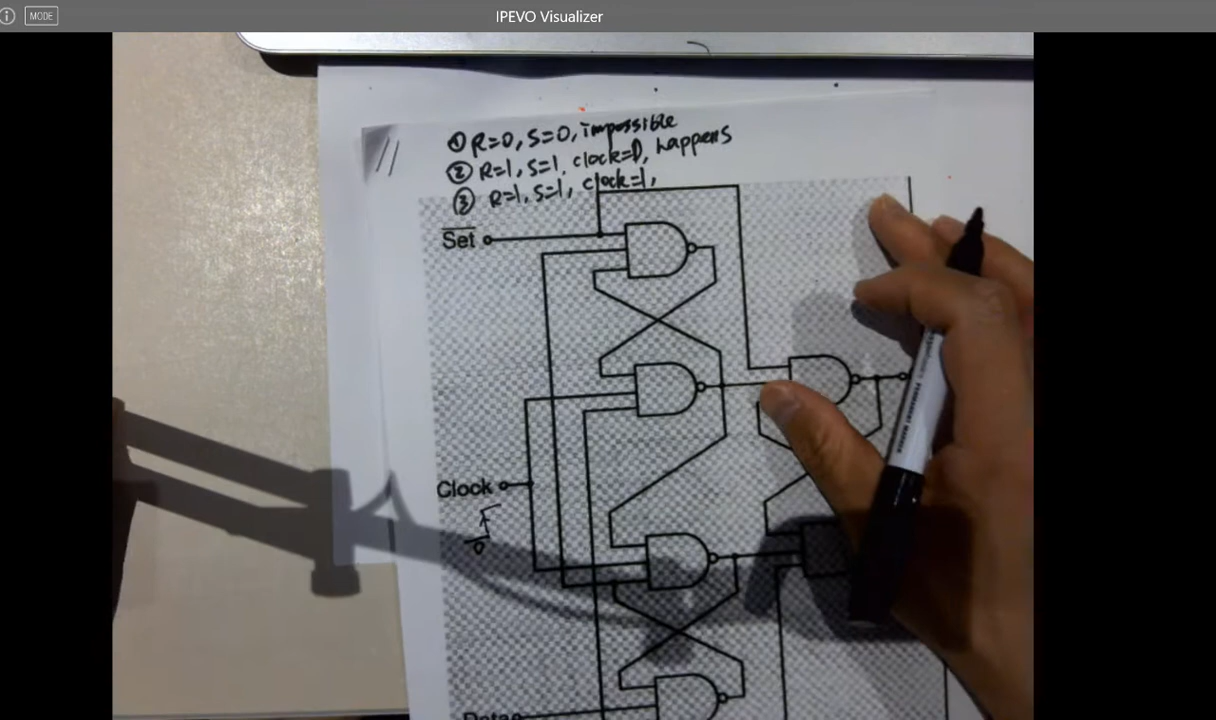 MODE
IPEVO Visualizer
① R=0, S=0, impossible
② R=1, S=1, clock=0, happens
③ R=1, S=1, clock=1,
Set
Clock
0
Data